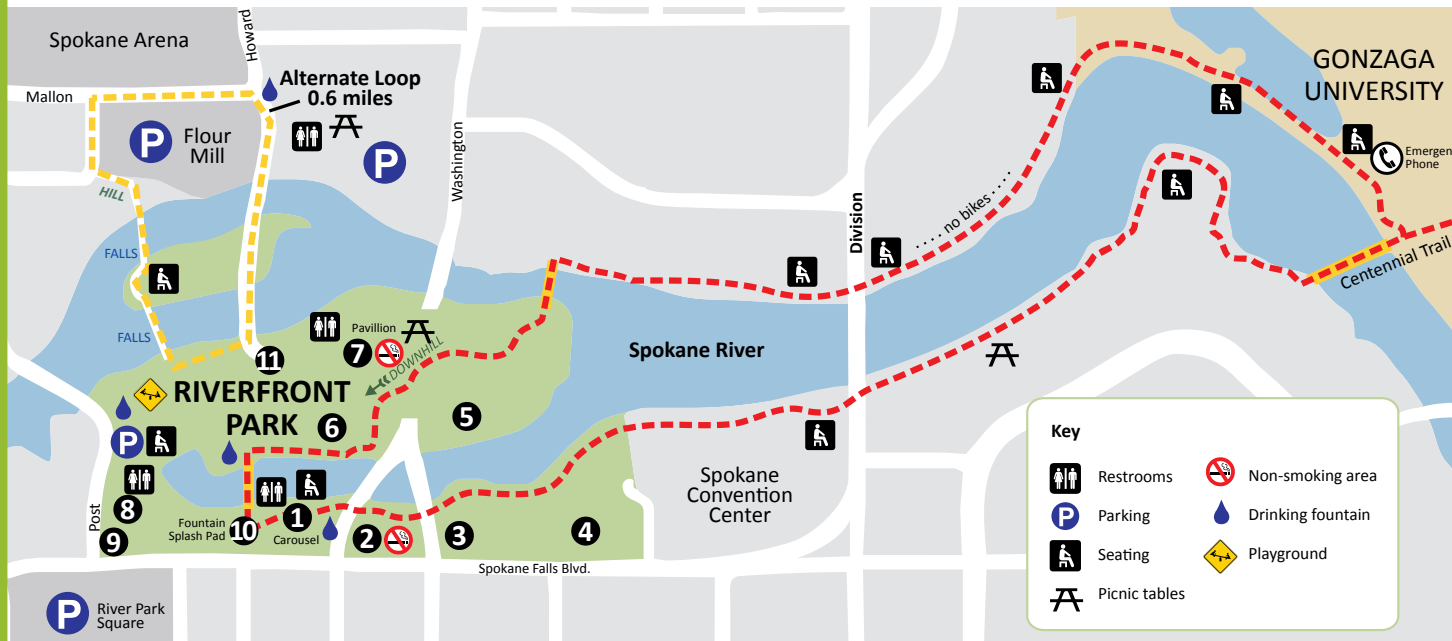 Spokane Arena
Howard
Mallon
Alternate Loop
0.6 miles
P
Flour
Mill
P
HILL
Washington
Division
no bikes
GONZAGA
UNIVERSITY
Emergen
Phone
Centennial Trail
FALLS
FALLS
Pavillion
7
DOWNHILL
11
Spokane River
RIVERFRONT
PARK
6
5
P
8
9
Post
Fountain
Splash Pad
10
1
Carousel
2
3
4
Spokane
Convention
Center
Spokane Falls Blvd.
P
River Park
Square
Key
Restrooms
P Parking
Seating
Picnic tables
Non-smoking area
Drinking fountain
Playground